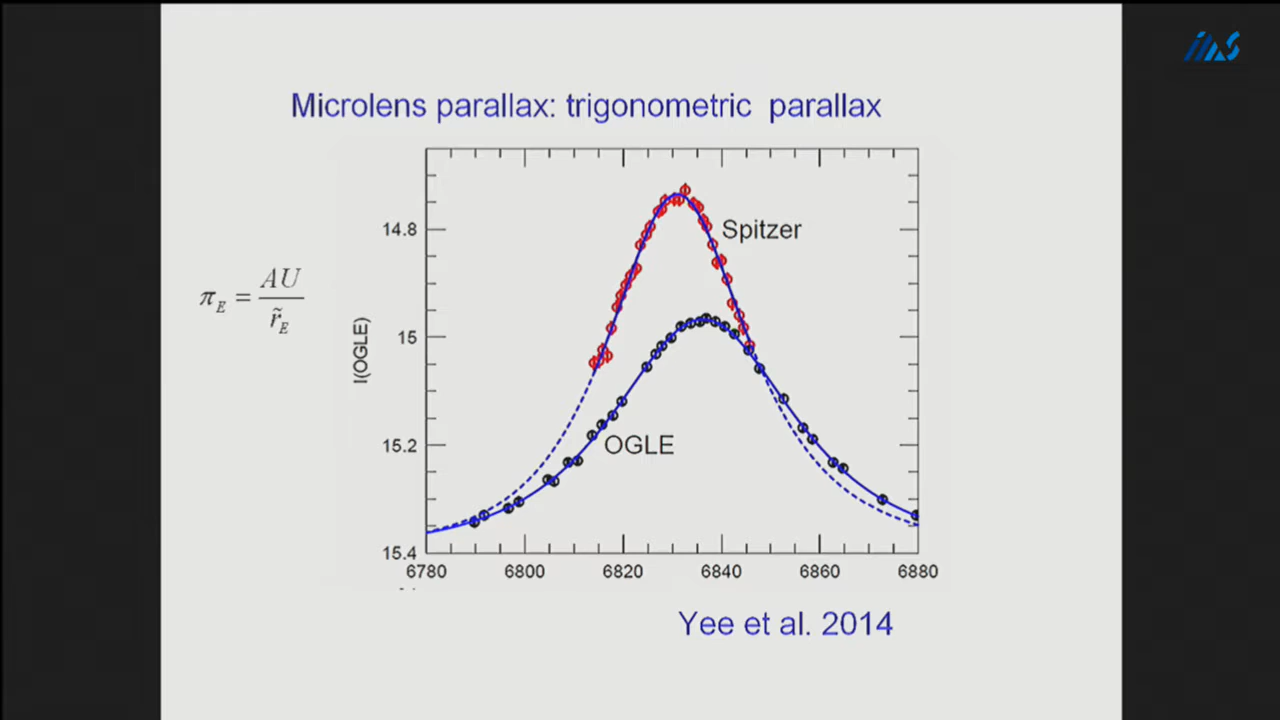 IIAS
Microlens parallax: trigonometric parallax
14.8
Spitzer
π_E = AU / r̃_E
15
I(OGLE)
15.2
OGLE
15.4
6780 6800 6820 6840 6860 6880
Yee et al. 2014